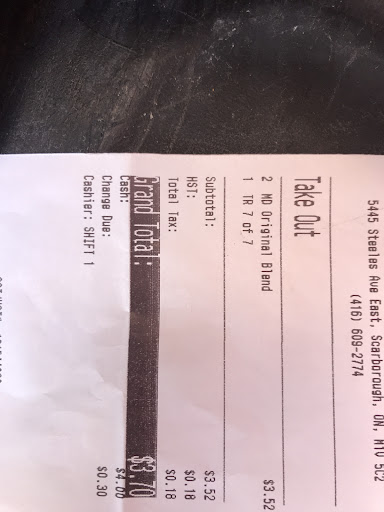 5445 Steeles Ave East, Scarborough, ON, M1V 5C2
(416) 609-2774
Take Out
2 MD Original Blend $3.52
1 TR 7 of 7
Subtotal: $3.52
HST: $0.18
Total Tax: $0.18
Grand Total: $3.70
Cash: $4.00
Change Due: $0.30
Cashier: SHIFT 1